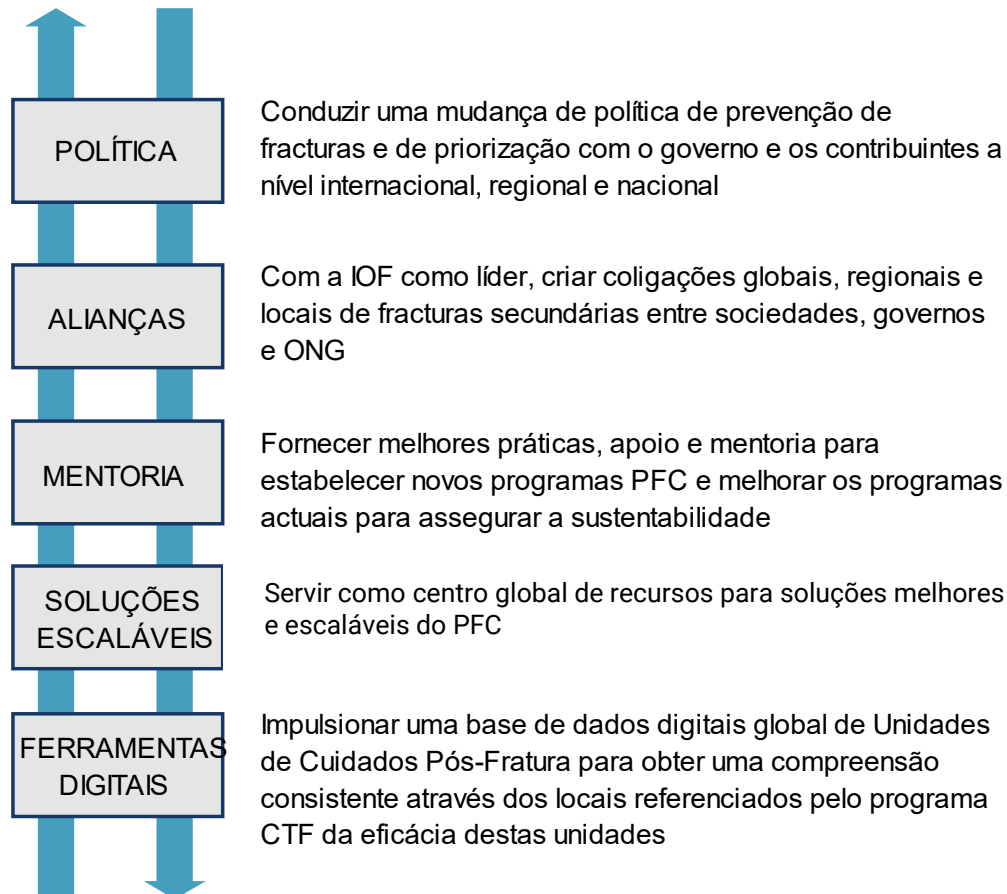 POLÍTICA
Conduzir uma mudança de política de prevenção de
fracturas e de priorização com o governo e os contribuintes a
nível internacional, regional e nacional
ALIANÇAS
Com a IOF como líder, criar coligações globais, regionais e
locais de fracturas secundárias entre sociedades, governos
e ONG
MENTORIA
Fornecer melhores práticas, apoio e mentoria para
estabelecer novos programas PFC e melhorar os programas
actuais para assegurar a sustentabilidade
SOLUÇÕES
ESCALÁVEIS
Servir como centro global de recursos para soluções melhores
e escaláveis do PFC
FERRAMENTAS
DIGITAIS
Impulsionar uma base de dados digitais global de Unidades
de Cuidados Pós-Fratura para obter uma compreensão
consistente através dos locais referenciados pelo programa
CTF da eficácia destas unidades